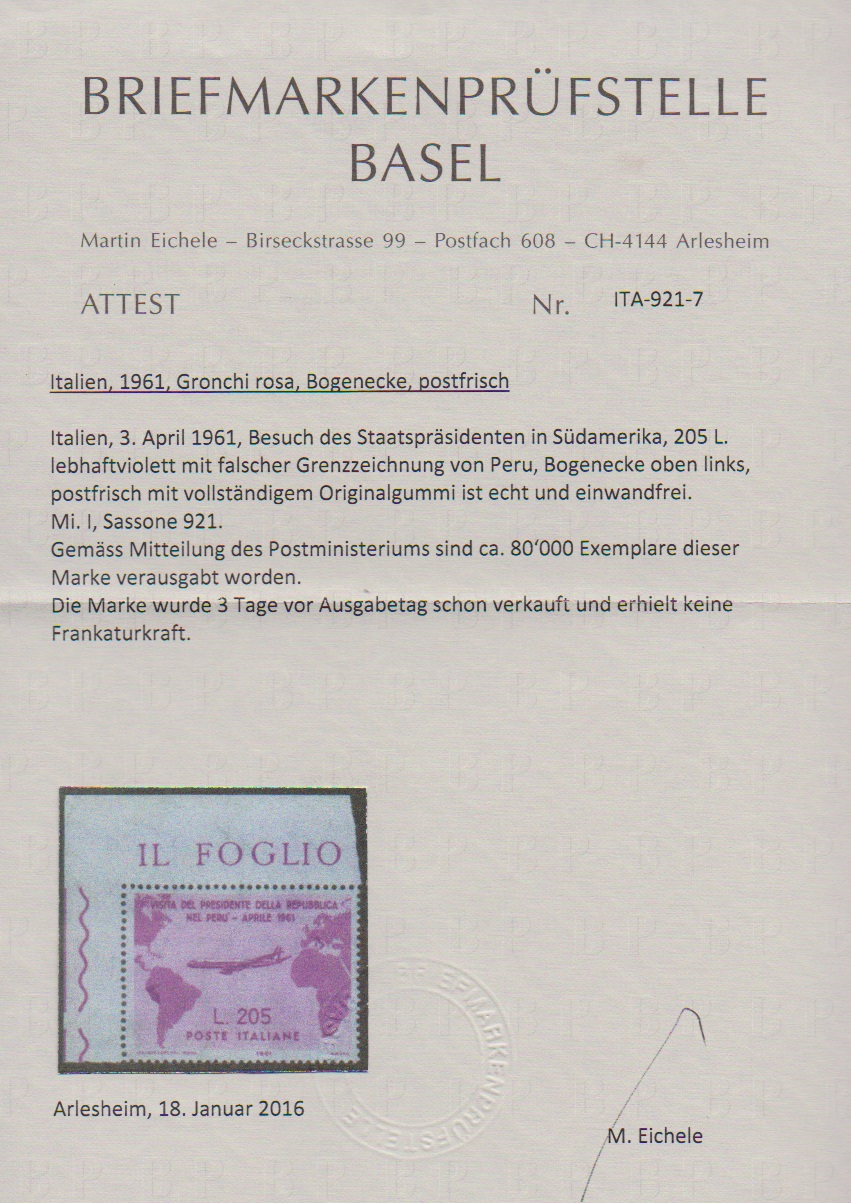 BRIEFMARKENPRÜFSTELLE
BASEL
Martin Eichele – Birseckstrasse 99 – Postfach 608 – CH-4144 Arlesheim
ATTEST Nr. ITA-921-7
Italien, 1961, Gronchi rosa, Bogenecke, postfrisch
Italien, 3. April 1961, Besuch des Staatspräsidenten in Südamerika, 205 L.
lebhaftviolett mit falscher Grenzzeichnung von Peru, Bogenecke oben links,
postfrisch mit vollständigem Originalgummi ist echt und einwandfrei.
Mi. I, Sassone 921.
Gemäss Mitteilung des Postministeriums sind ca. 80‘000 Exemplare dieser
Marke verausgabt worden.
Die Marke wurde 3 Tage vor Ausgabetag schon verkauft und erhielt keine
Frankaturkraft.
IL FOGLIO
VISITA DEL PRESIDENTE DELLA REPUBBLICA
NEL PERU' - APRILE 1961
L. 205
POSTE ITALIANE
1961
Arlesheim, 18. Januar 2016
M. Eichele